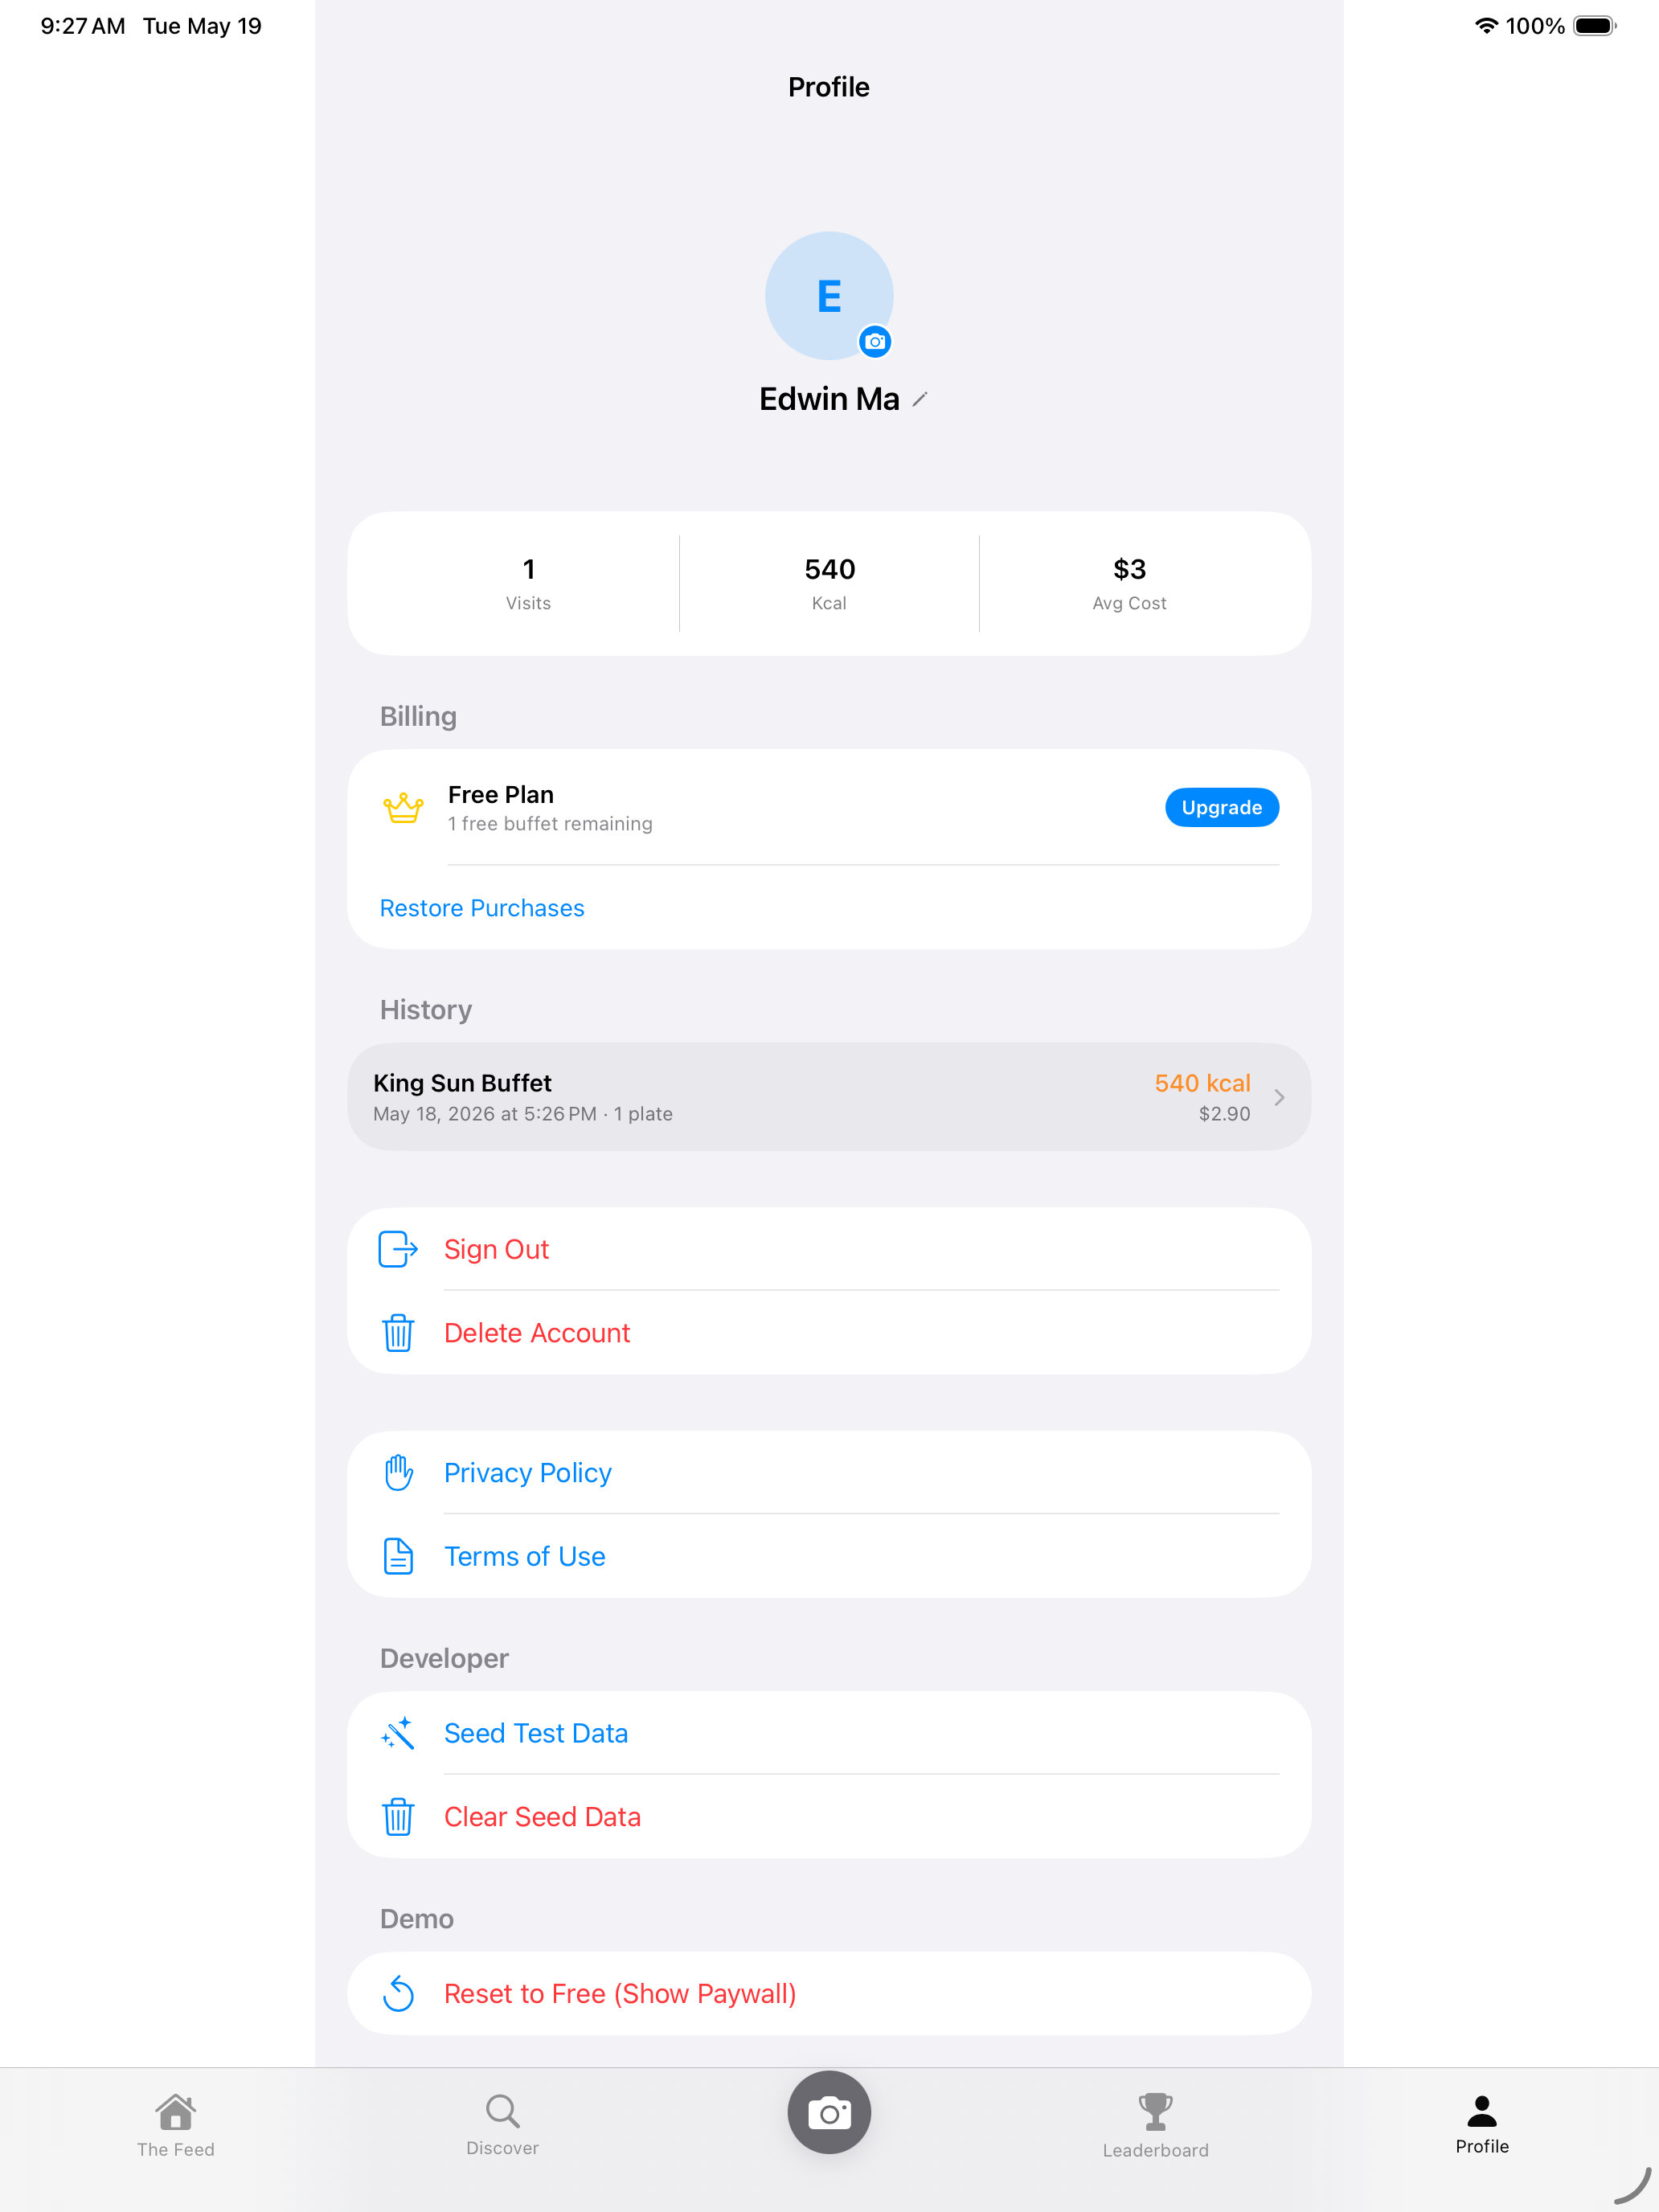 9:27 AM Tue May 19
100%
Profile
E
Edwin Ma
1
Visits
540
Kcal
$3
Avg Cost
Billing
Free Plan
1 free buffet remaining
Upgrade
Restore Purchases
History
King Sun Buffet
540 kcal
May 18, 2026 at 5:26 PM · 1 plate
$2.90
Sign Out
Delete Account
Privacy Policy
Terms of Use
Developer
Seed Test Data
Clear Seed Data
Demo
Reset to Free (Show Paywall)
The Feed
Discover
Leaderboard
Profile